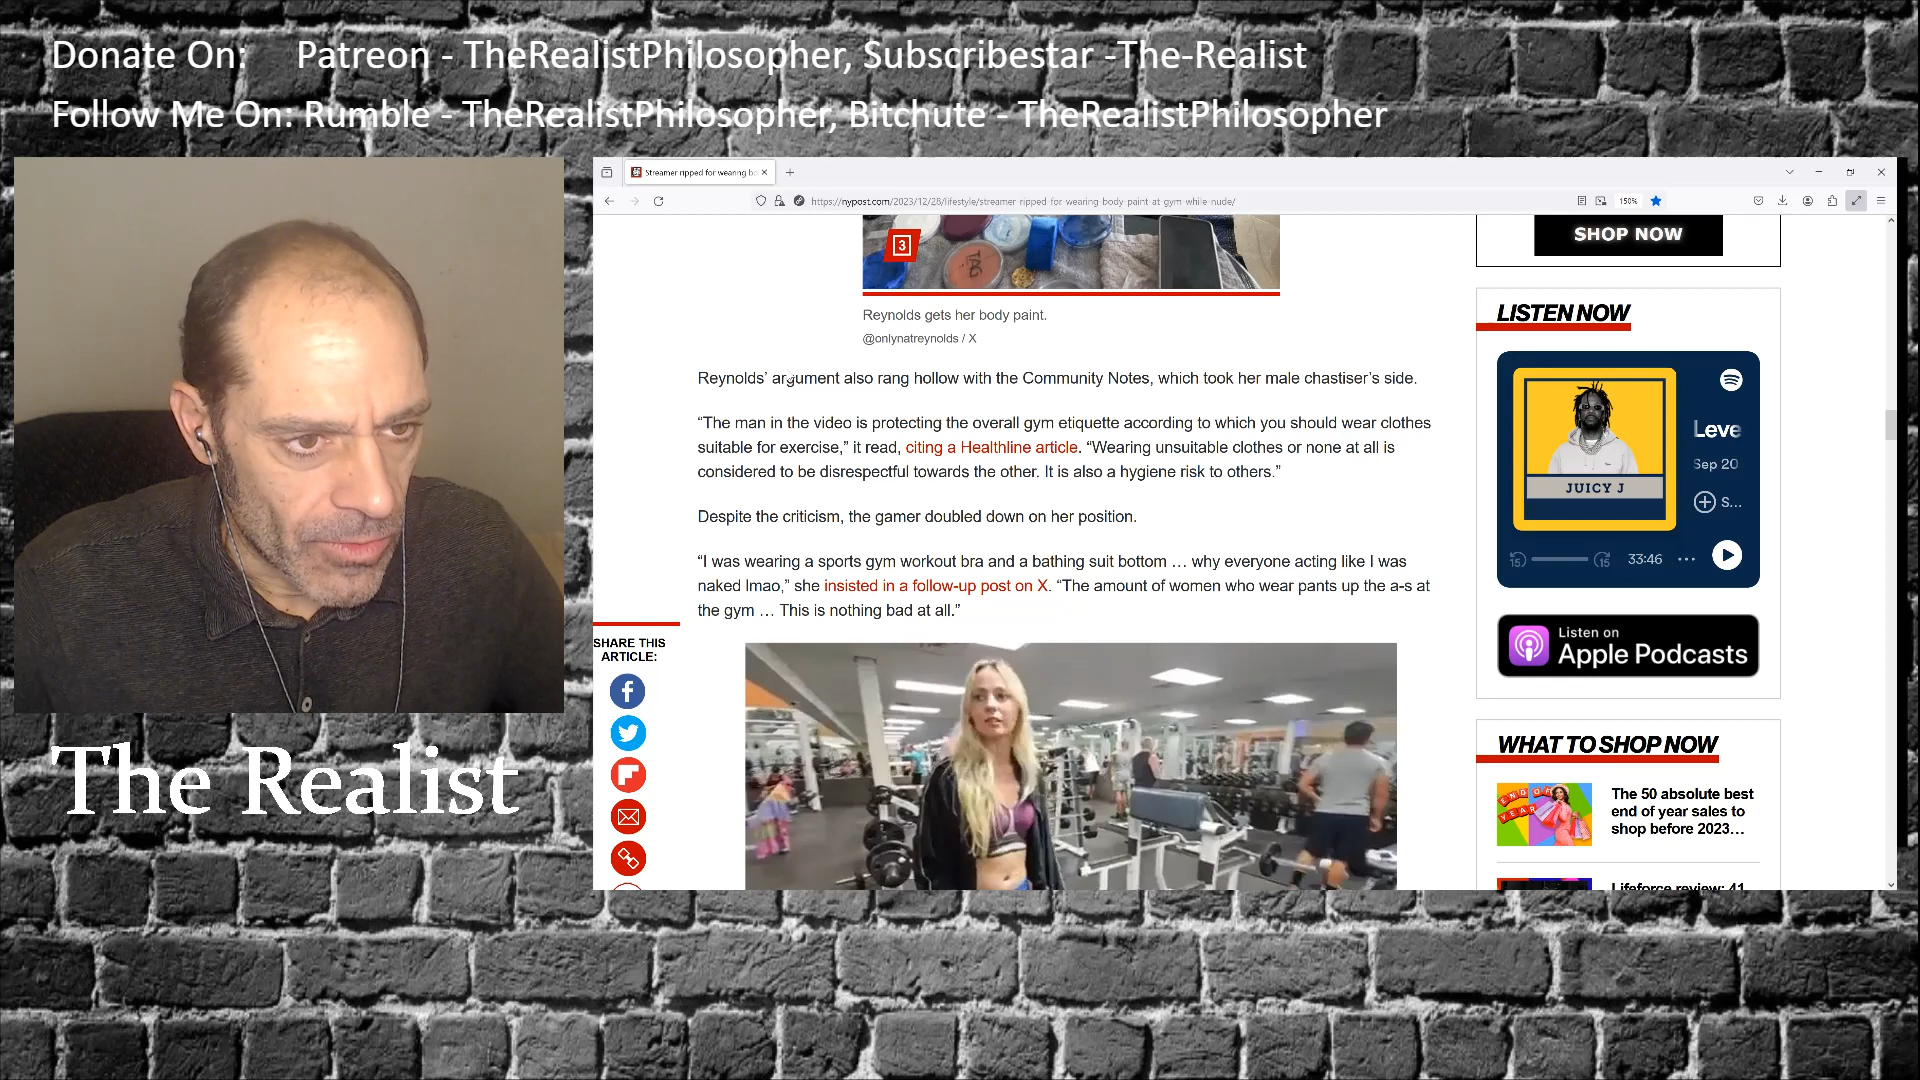 Donate On: Patreon - TheRealistPhilosopher, Subscribestar -The-Realist
Follow Me On: Rumble - TheRealistPhilosopher, Bitchute - TheRealistPhilosopher
Streamer ripped for wearing bo
https://nypost.com/2023/12/28/lifestyle/streamer-ripped-for-wearing-body-paint-at-gym-while-nude/
150%
3
TAG
Reynolds gets her body paint.
@onlynatreynolds / X
Reynolds’ argument also rang hollow with the Community Notes, which took her male chastiser’s side.
“The man in the video is protecting the overall gym etiquette according to which you should wear clothes
suitable for exercise,” it read, citing a Healthline article. “Wearing unsuitable clothes or none at all is
considered to be disrespectful towards the other. It is also a hygiene risk to others.”
Despite the criticism, the gamer doubled down on her position.
“I was wearing a sports gym workout bra and a bathing suit bottom … why everyone acting like I was
naked lmao,” she insisted in a follow-up post on X. “The amount of women who wear pants up the a-s at
the gym … This is nothing bad at all.”
SHARE THIS
ARTICLE:
SHOP NOW
LISTEN NOW
JUICY J
Leve
Sep 20
S...
15
15
33:46
Listen on
Apple Podcasts
WHAT TO SHOP NOW
END OF
YEAR
The 50 absolute best
end of year sales to
shop before 2023...
Lifeforce review: 41
The Realist